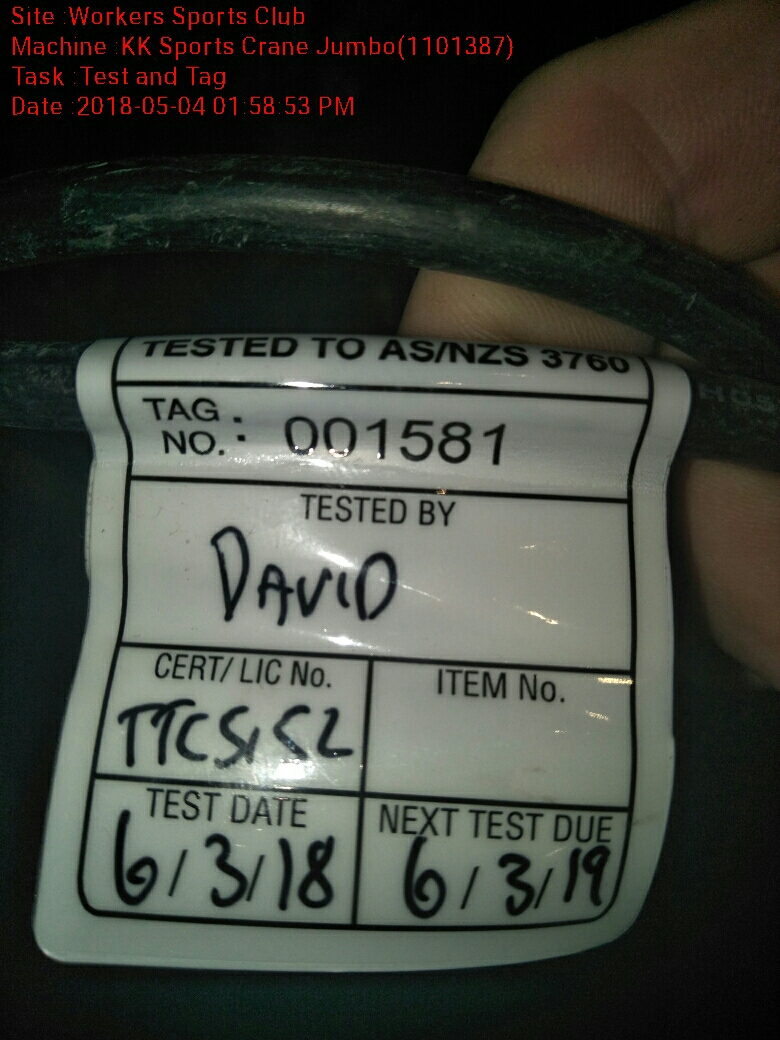 Site :Workers Sports Club
Machine :KK Sports Crane Jumbo(1101387)
Task :Test and Tag
Date :2018-05-04 01:58:53 PM
TESTED TO AS/NZS 3760
TAG NO.: 001581
TESTED BY
DAVID
CERT/ LIC No.
ITEM No.
TEST DATE
NEXT TEST DUE
6/3/18
6/3/19